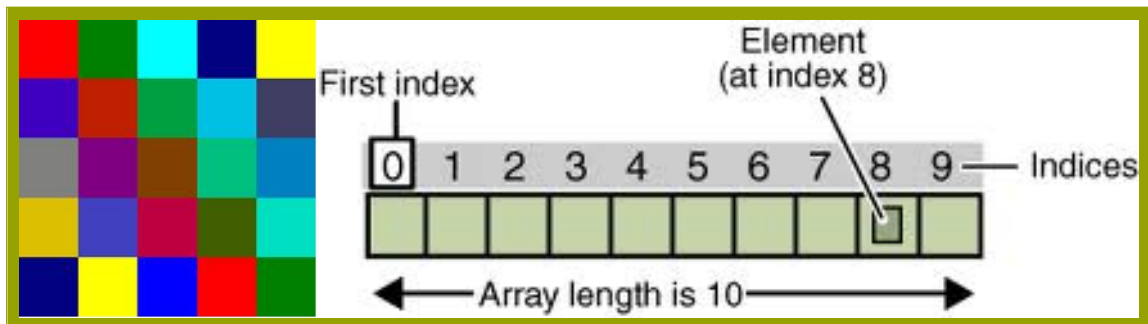 Element
(at index 8)
First index
0 1 2 3 4 5 6 7 8 9 Indices
Array length is 10